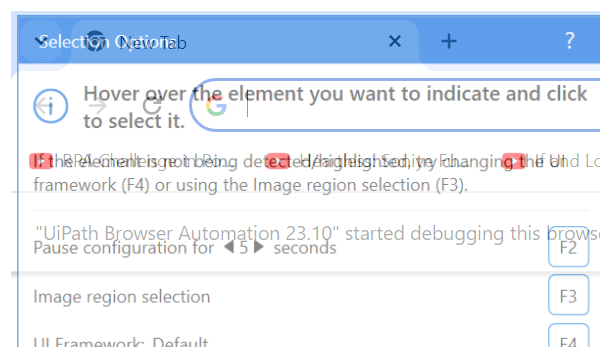 Selection Options
New Tab
?
Hover over the element you want to indicate and click
to select it.
If the element is not being detected/highlighted, try changing the UI
framework (F4) or using the Image region selection (F3).
RPA Challenge
"UiPath Browser Automation 23.10" started debugging this browse
Pause configuration for 5 seconds
F2
Image region selection
F3
UI Framework: Default
F4